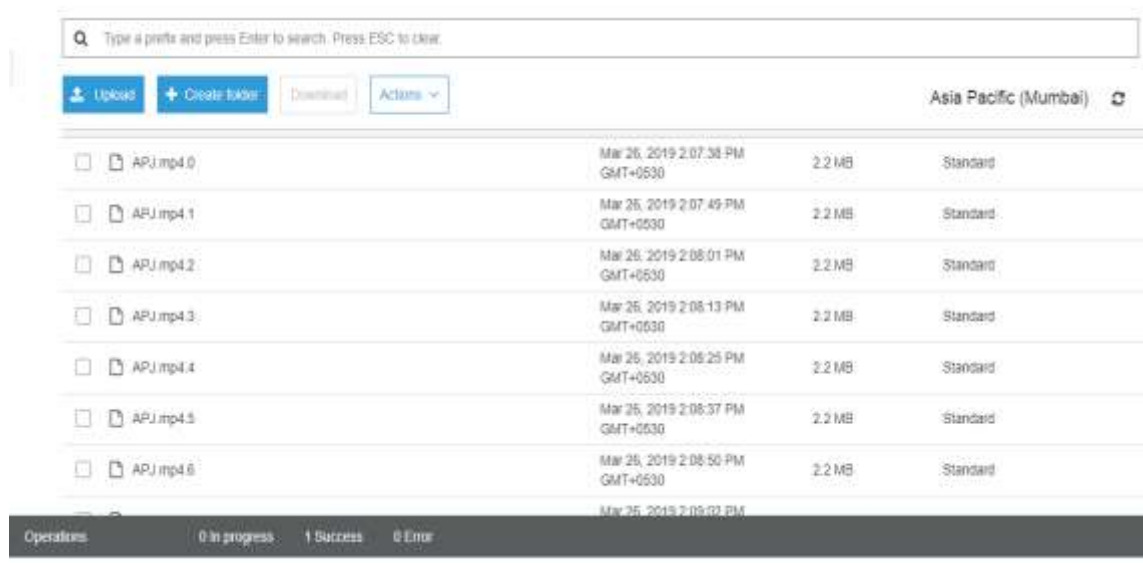 Type a prefix and press Enter to search. Press ESC to clear.
Upload Create folder Download Actions Asia Pacific (Mumbai)
APJ.mp4.0 Mar 26, 2019 2:07:38 PM GMT+0530 2.2 MB Standard
APJ.mp4.1 Mar 26, 2019 2:07:49 PM GMT+0530 2.2 MB Standard
APJ.mp4.2 Mar 26, 2019 2:08:01 PM GMT+0530 2.2 MB Standard
APJ.mp4.3 Mar 26, 2019 2:08:13 PM GMT+0530 2.2 MB Standard
APJ.mp4.4 Mar 26, 2019 2:08:25 PM GMT+0530 2.2 MB Standard
APJ.mp4.5 Mar 26, 2019 2:08:37 PM GMT+0530 2.2 MB Standard
APJ.mp4.6 Mar 26, 2019 2:08:50 PM GMT+0530 2.2 MB Standard
Mar 26, 2019 2:09:02 PM
Operations 0 In progress 1 Success 0 Error